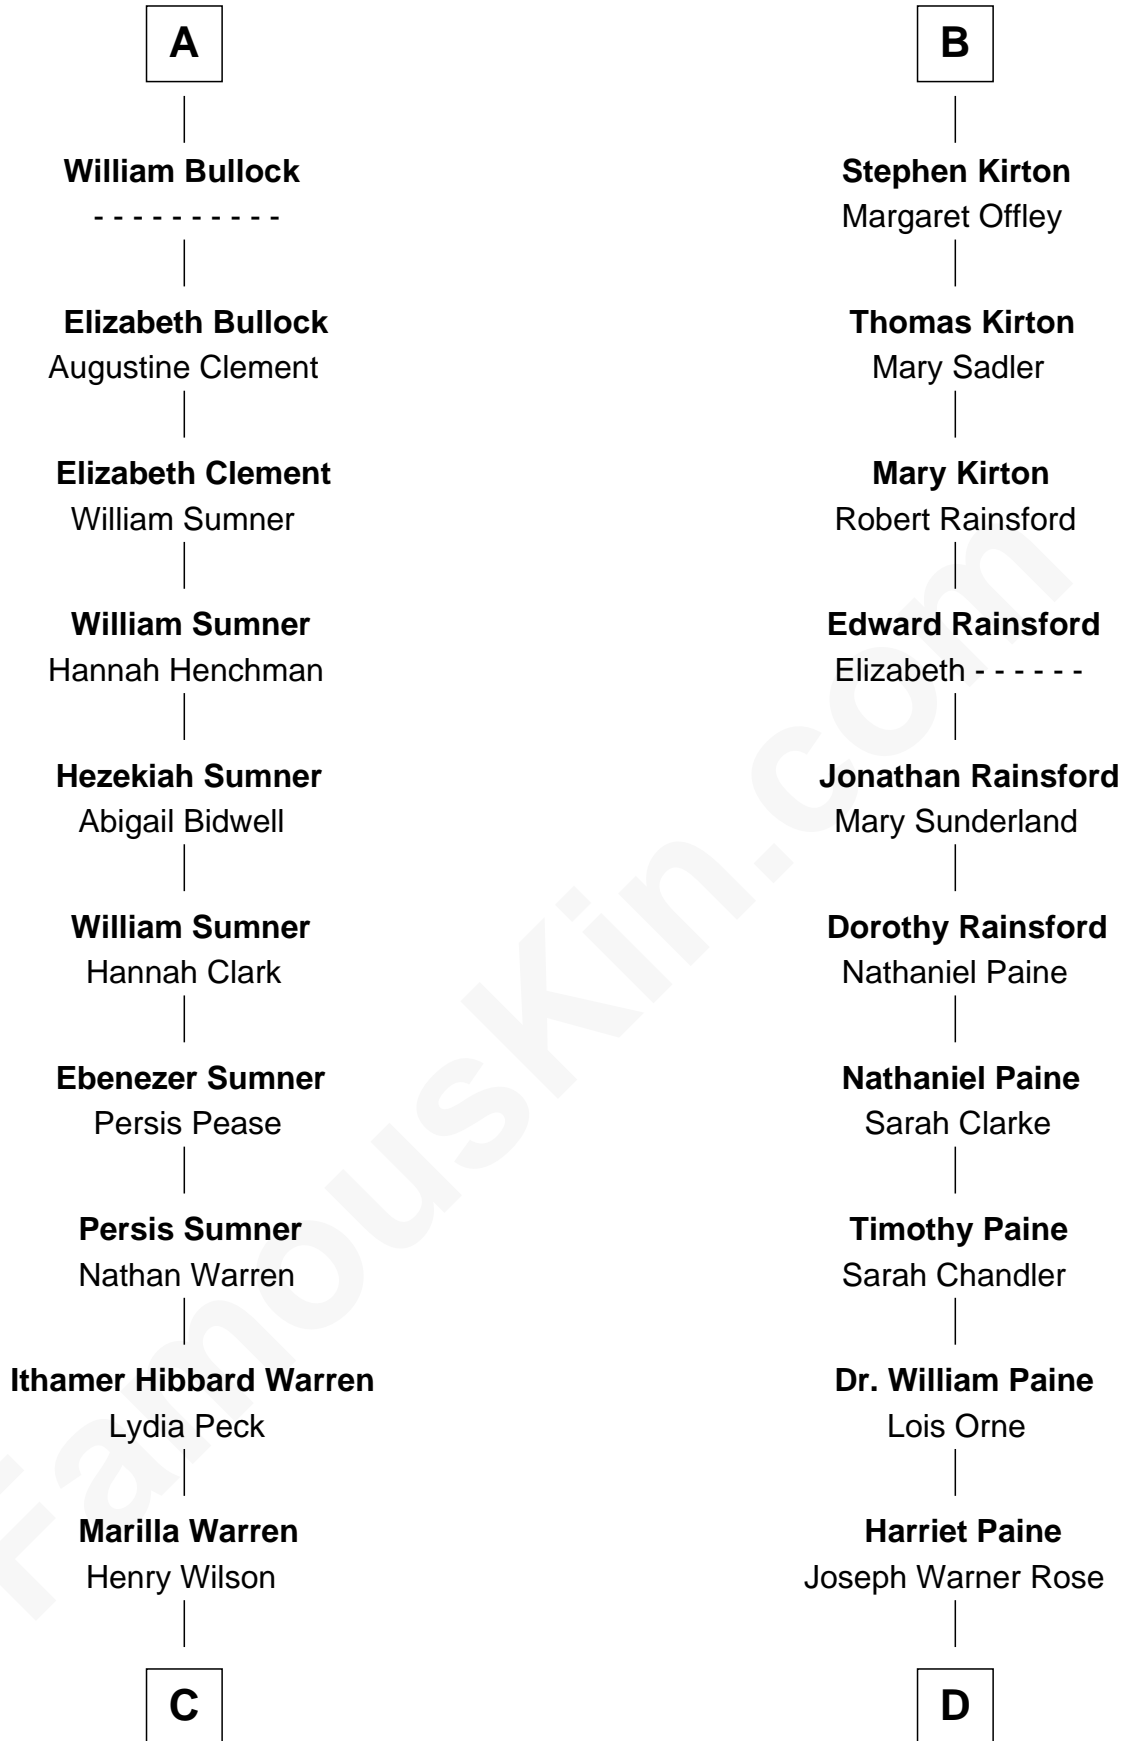 A
William Bullock
- - - - - - - - - -
Elizabeth Bullock
Augustine Clement
Elizabeth Clement
William Sumner
William Sumner
Hannah Henchman
Hezekiah Sumner
Abigail Bidwell
William Sumner
Hannah Clark
Ebenezer Sumner
Persis Pease
Persis Sumner
Nathan Warren
Ithamer Hibbard Warren
Lydia Peck
Marilla Warren
Henry Wilson
C
B
Stephen Kirton
Margaret Offley
Thomas Kirton
Mary Sadler
Mary Kirton
Robert Rainsford
Edward Rainsford
Elizabeth - - - - - -
Jonathan Rainsford
Mary Sunderland
Dorothy Rainsford
Nathaniel Paine
Nathaniel Paine
Sarah Clarke
Timothy Paine
Sarah Chandler
Dr. William Paine
Lois Orne
Harriet Paine
Joseph Warner Rose
D
FamousKin.com